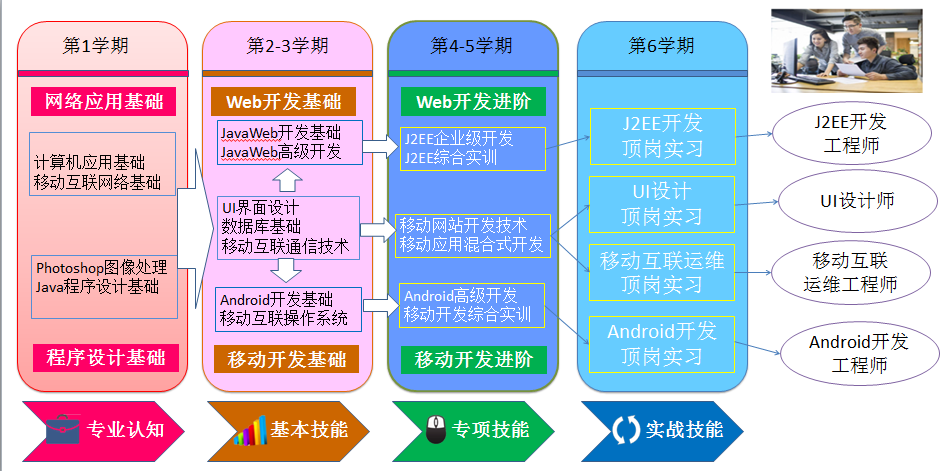 第1学期
网络应用基础
计算机应用基础
移动互联网络基础
Photoshop图像处理
Java程序设计基础
程序设计基础
专业认知
第2-3学期
Web开发基础
JavaWeb开发基础
JavaWeb高级开发
UI界面设计
数据库基础
移动互联通信技术
Android开发基础
移动互联操作系统
移动开发基础
基本技能
第4-5学期
Web开发进阶
J2EE企业级开发
J2EE综合实训
移动网站开发技术
移动应用混合式开发
Android高级开发
移动开发综合实训
移动开发进阶
专项技能
第6学期
J2EE开发
顶岗实习
UI设计
顶岗实习
移动互联运维
顶岗实习
Android开发
顶岗实习
实战技能
J2EE开发
工程师
UI设计师
移动互联
运维工程师
Android开发
工程师